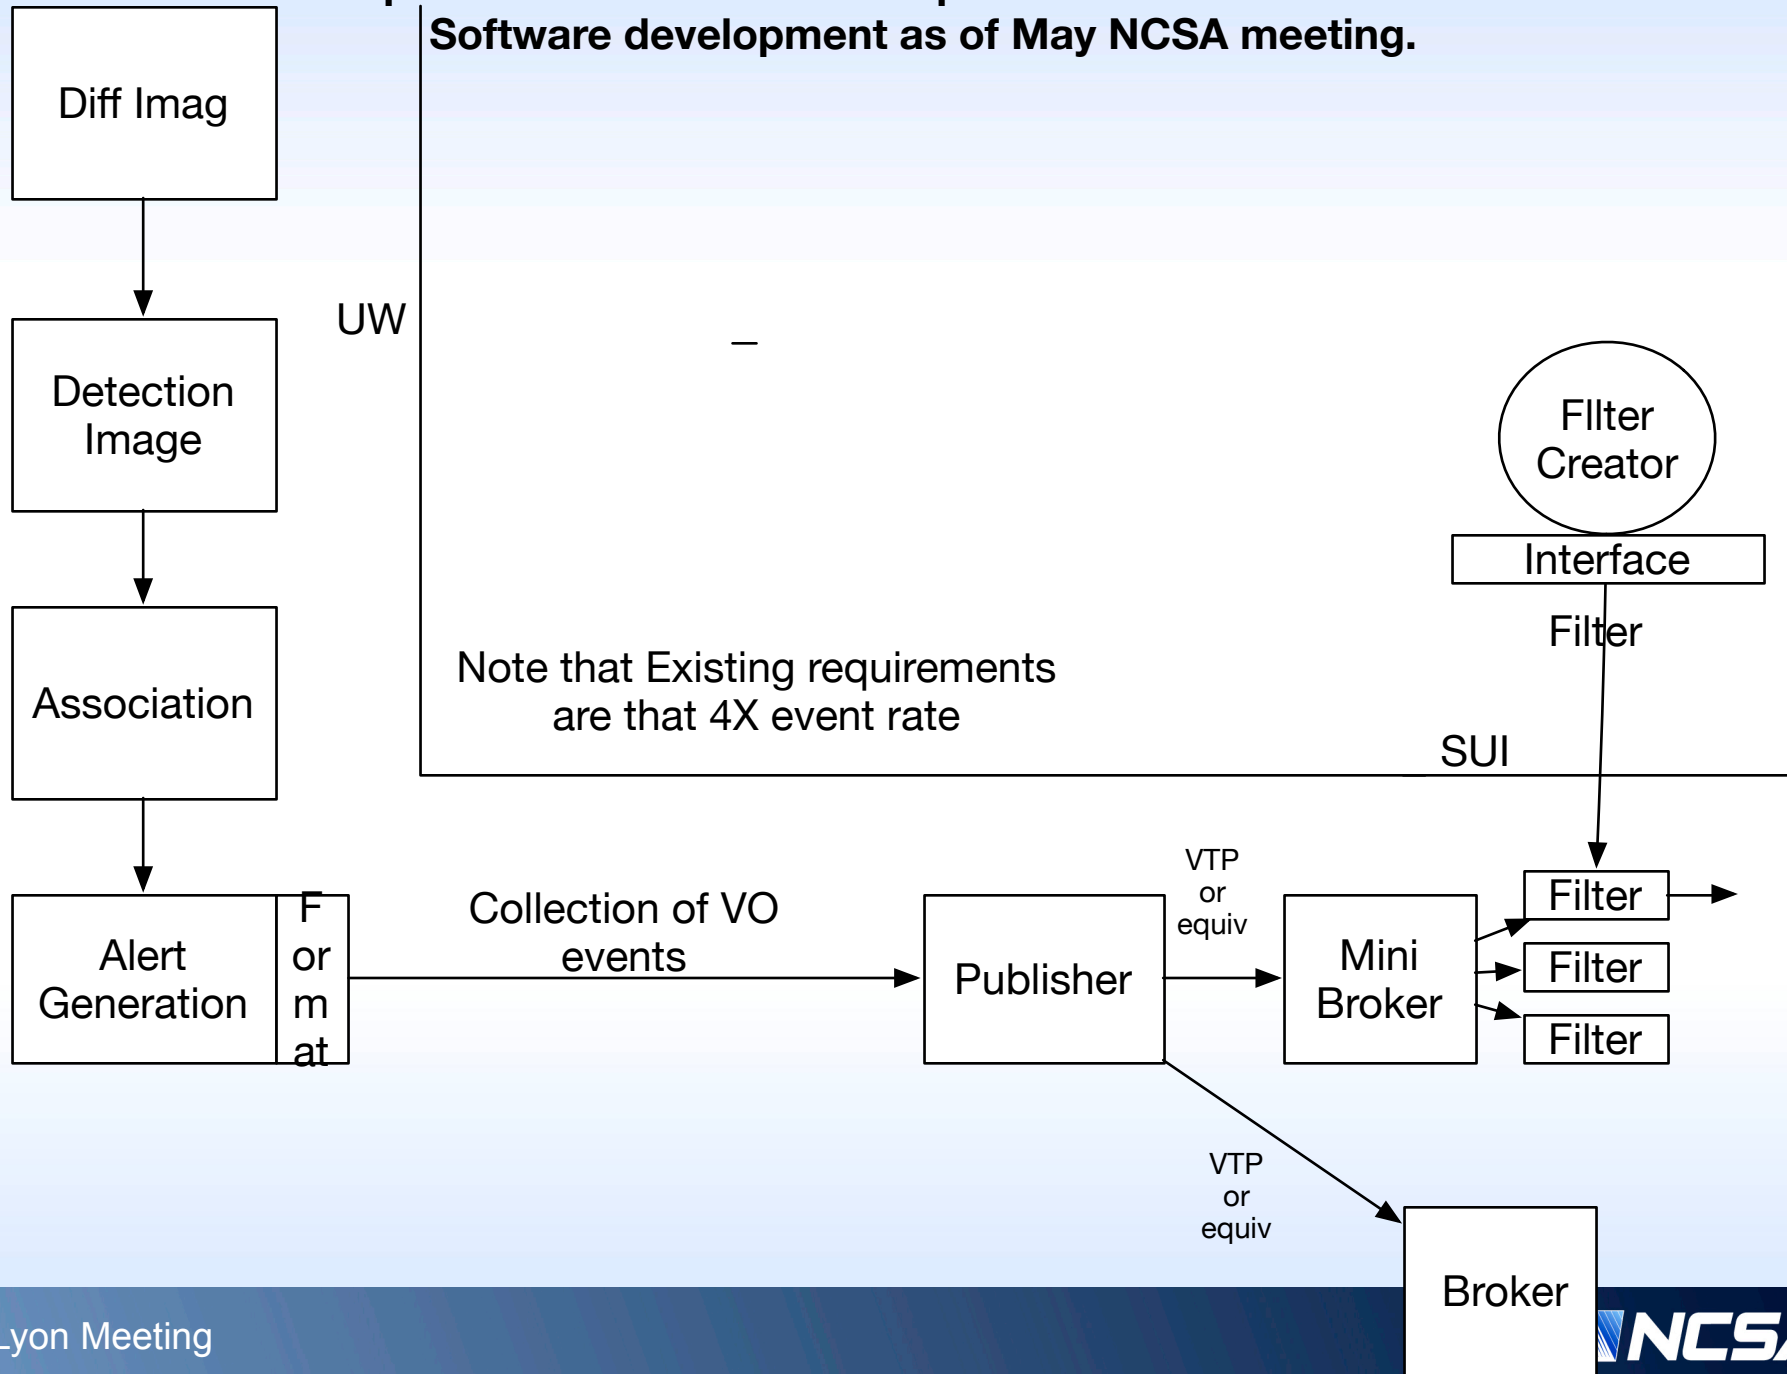 Software development as of May NCSA meeting.
Diff Imag
UW
Detection
Image
FIlter
Creator
Interface
Filter
Note that Existing requirements
are that 4X event rate
Association
SUI
VTP
or
equiv
Collection of VO
events
Alert
Generation
F
or
m
at
Publisher
Mini
Broker
Filter
Filter
Filter
VTP
or
equiv
Broker
Lyon Meeting
NCSA